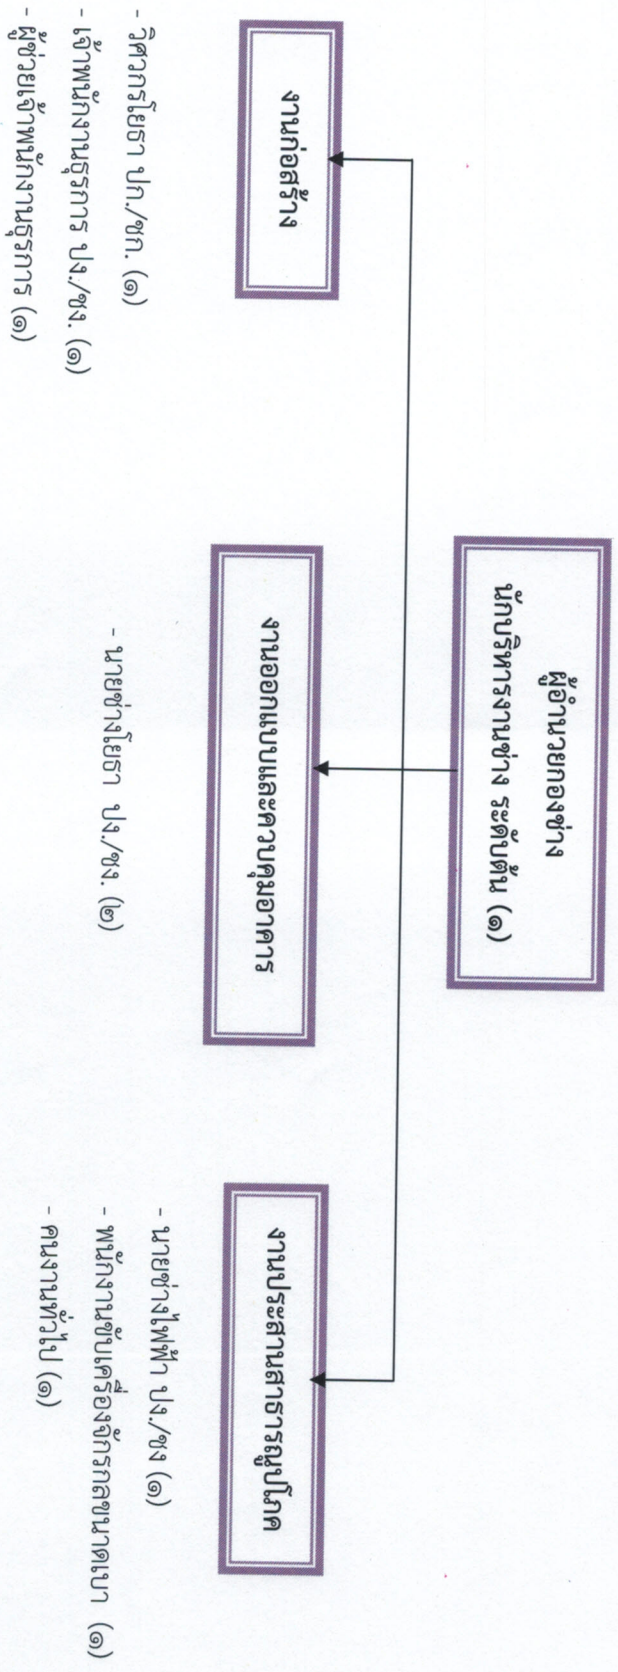 ผู้อำนวยกองช่าง
นักบริหารงานช่าง ระดับต้น (๑)
งานก่อสร้าง
- วิศวกรโยธา ปก./ชก. (๑)
- เจ้าพนักงานธุรการ ปง./ชง. (๑)
- ผู้ช่วยเจ้าพนักงานธุรการ (๑)
งานออกแบบและควบคุมอาคาร
- นายช่างโยธา ปง./ชง. (๒)
งานประสานสาธารณูปโภค
- นายช่างไฟฟ้า ปง./ชง (๑)
- พนักงานขับเครื่องจักรกลขนาดเบา (๑)
- คนงานทั่วไป (๑)